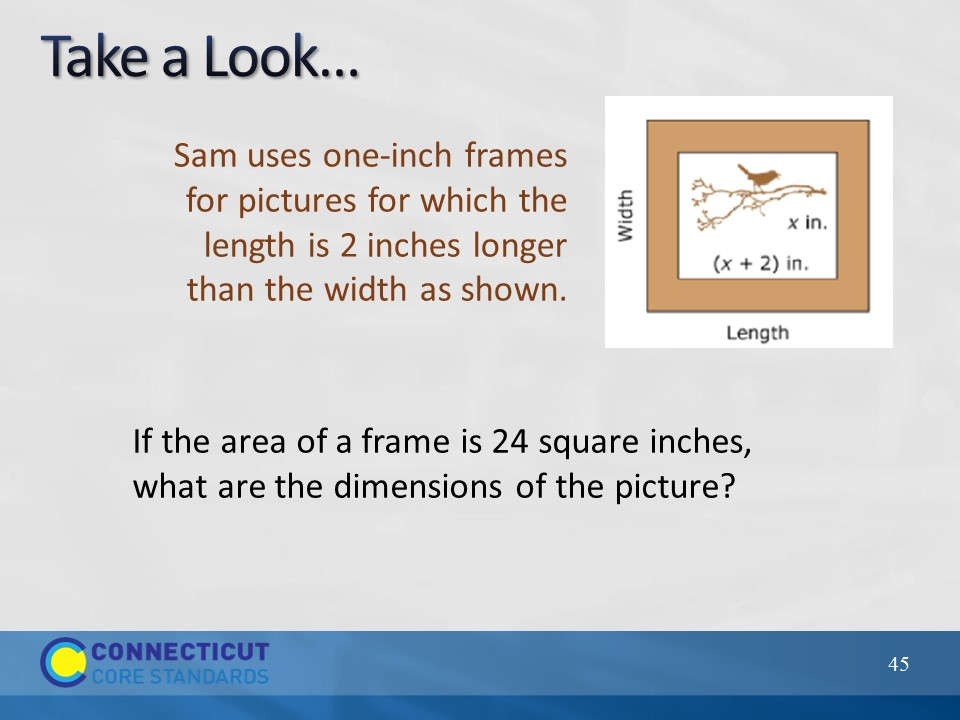 Take a Look...
Sam uses one-inch frames
for pictures for which the
length is 2 inches longer
than the width as shown.
Width
x in.
(x + 2) in.
Length
If the area of a frame is 24 square inches,
what are the dimensions of the picture?
CONNECTICUT
CORE STANDARDS
45